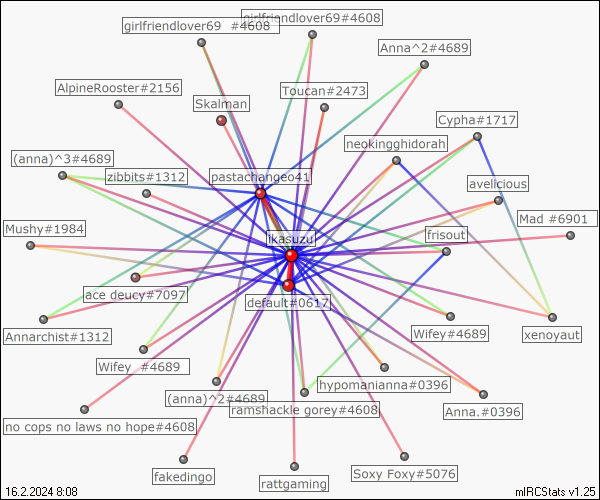 girlfriendlover69  #4608
girlfriendlover69#4608
Anna^2#4689
AlpineRooster#2156
Toucan#2473
Skalman
Cypha#1717
neokingghidorah
(anna)^3#4689
zibbits#1312
pastachangeo41
avelicious
Mad #6901
Mushy#1984
ikasuzu
frisout
ace deucy#7097
default#0617
Annarchist#1312
Wifey#4689
xenoyaut
Wifey  #4689
hypomanianna#0396
(anna)^2#4689
ramshackle gorey#4608
Anna.#0396
no cops no laws no hope#4608
fakedingo
rattgaming
Soxy Foxy#5076
16.2.2024 8:08
mIRCStats v1.25